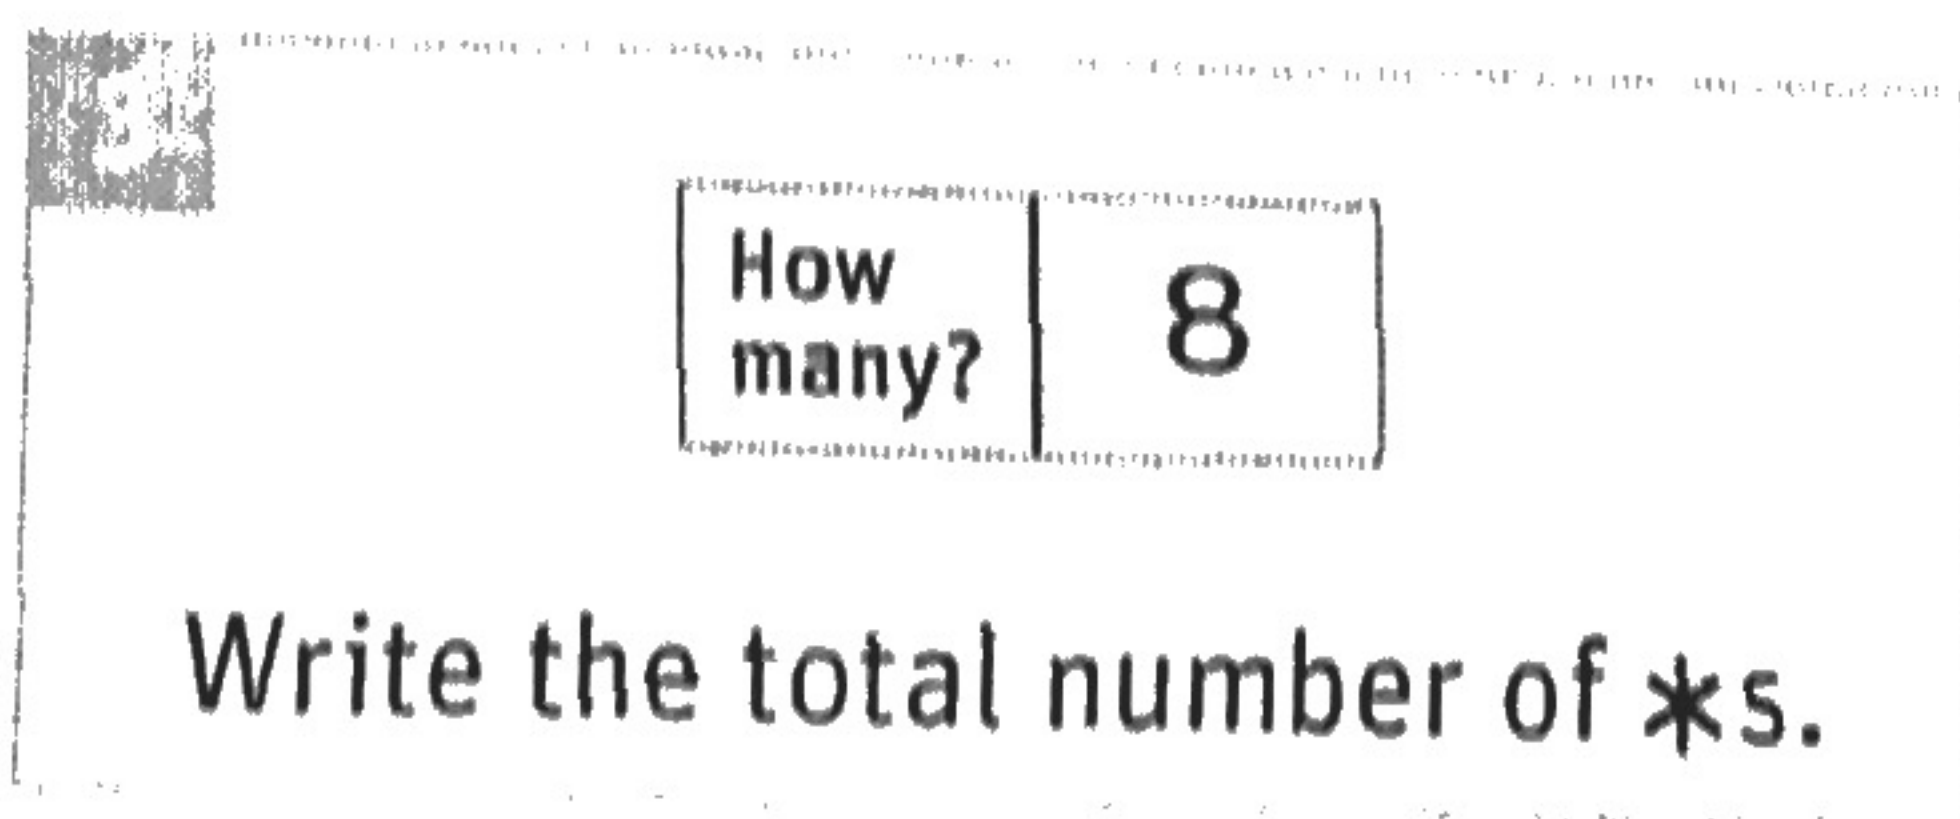 How
many?
8
Write the total number of *s.